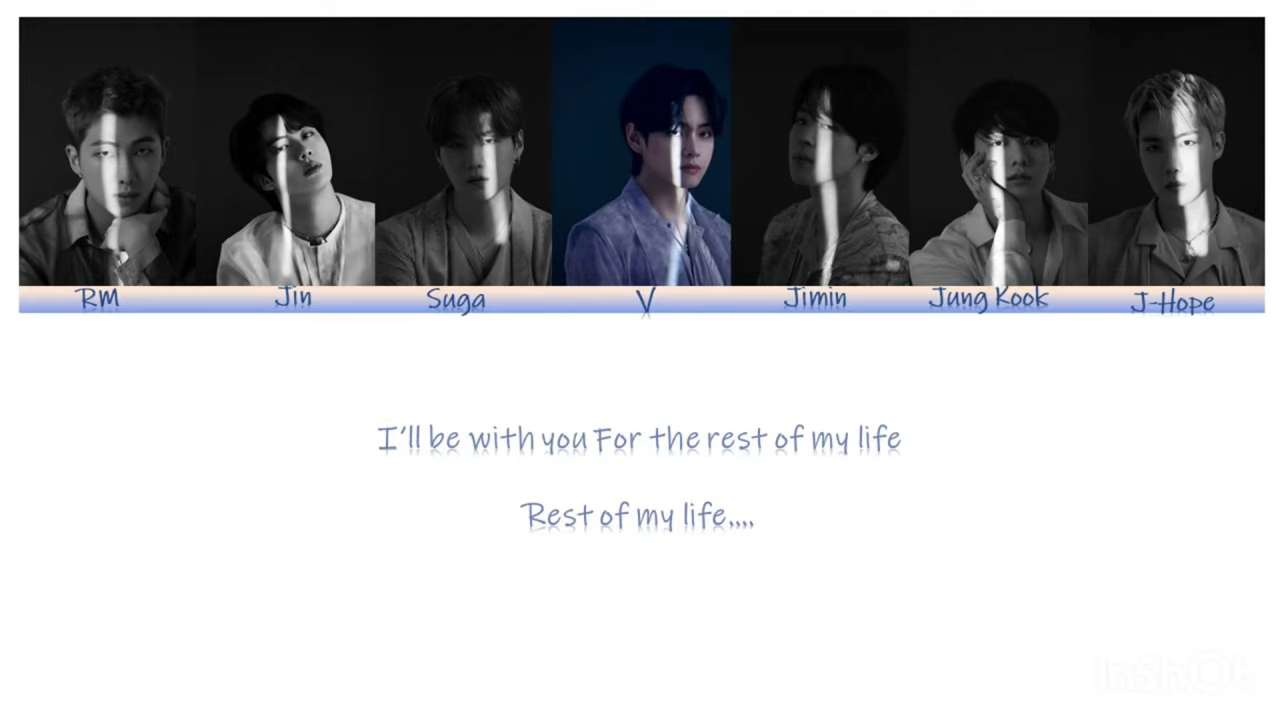 RM Jin Suga V Jimin Jung Kook J-Hope
I'll be with you For the rest of my life
Rest of my life....
InShOt